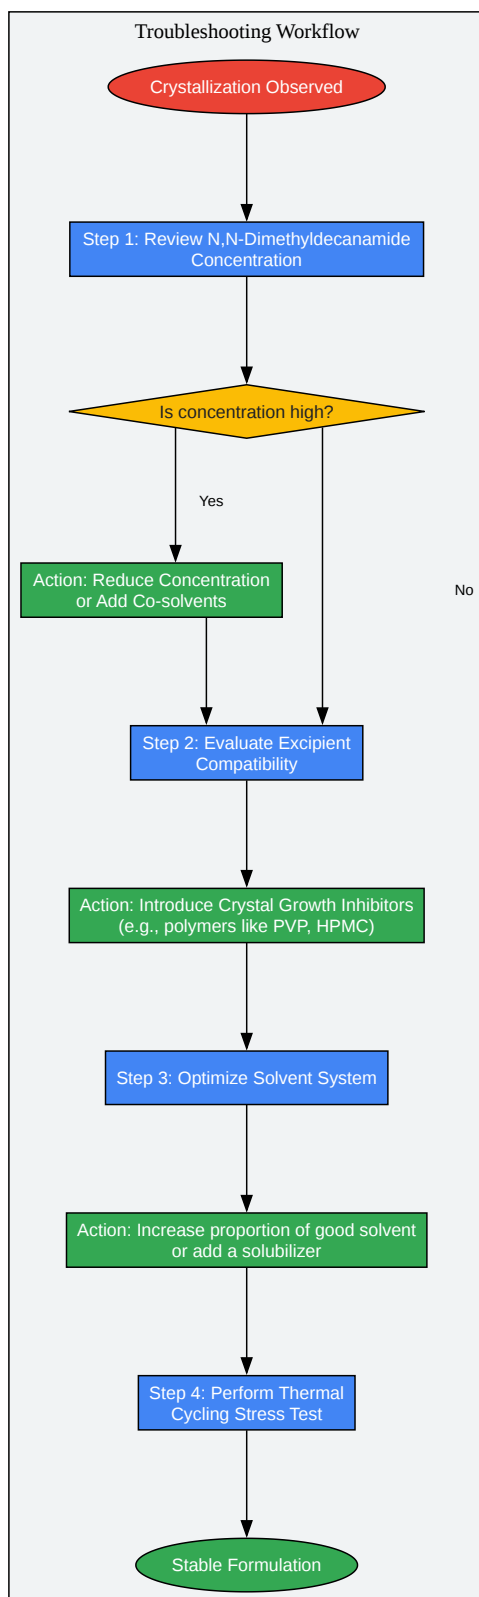 Troubleshooting Workflow
Crystallization Observed
Step 1: Review N,N-Dimethyldecanamide
Concentration
Is concentration high?
Yes
Action: Reduce Concentration
or Add Co-solvents
No
Step 2: Evaluate Excipient
Compatibility
Action: Introduce Crystal Growth Inhibitors
(e.g., polymers like PVP, HPMC)
Step 3: Optimize Solvent System
Action: Increase proportion of good solvent
or add a solubilizer
Step 4: Perform Thermal
Cycling Stress Test
Stable Formulation